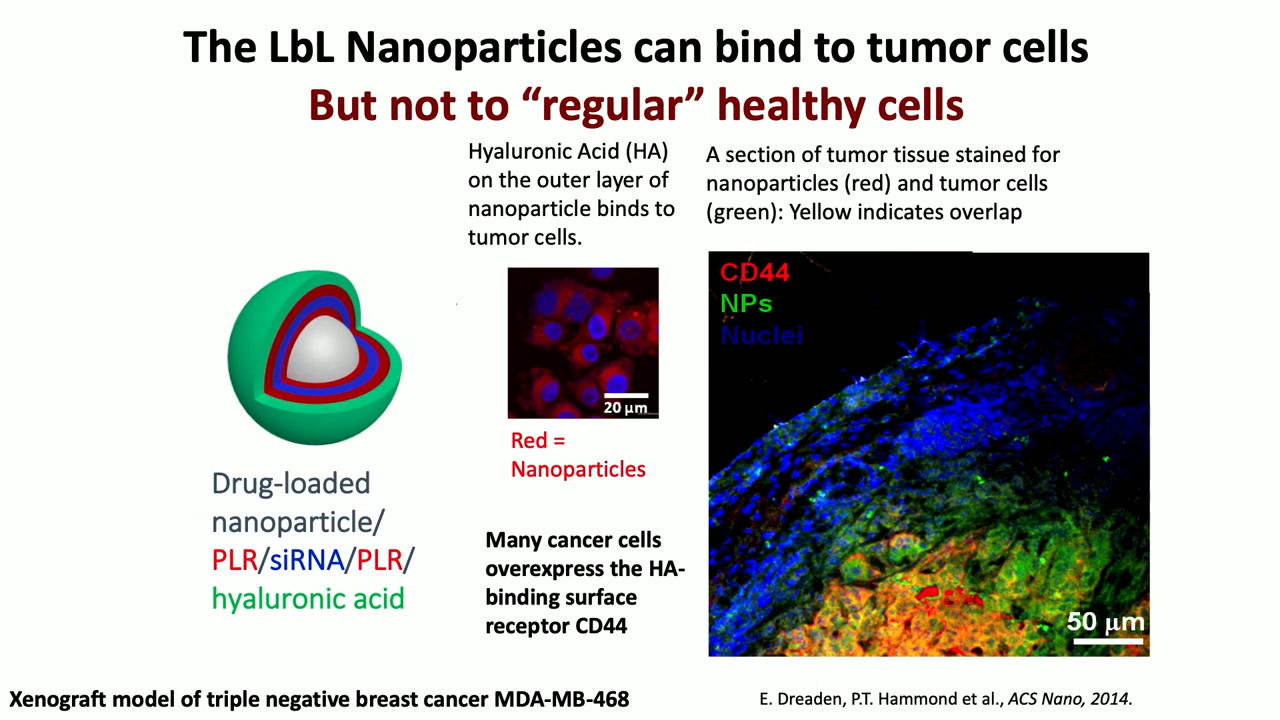 The LbL Nanoparticles can bind to tumor cells
But not to “regular” healthy cells
Hyaluronic Acid (HA)
on the outer layer of
nanoparticle binds to
tumor cells.
A section of tumor tissue stained for
nanoparticles (red) and tumor cells
(green): Yellow indicates overlap
CD44
NPs
Nuclei
20 μm
Red =
Nanoparticles
Drug-loaded
nanoparticle/
PLR/siRNA/PLR/
hyaluronic acid
Many cancer cells
overexpress the HA-
binding surface
receptor CD44
50 μm
Xenograft model of triple negative breast cancer MDA-MB-468
E. Dreaden, P.T. Hammond et al., ACS Nano, 2014.